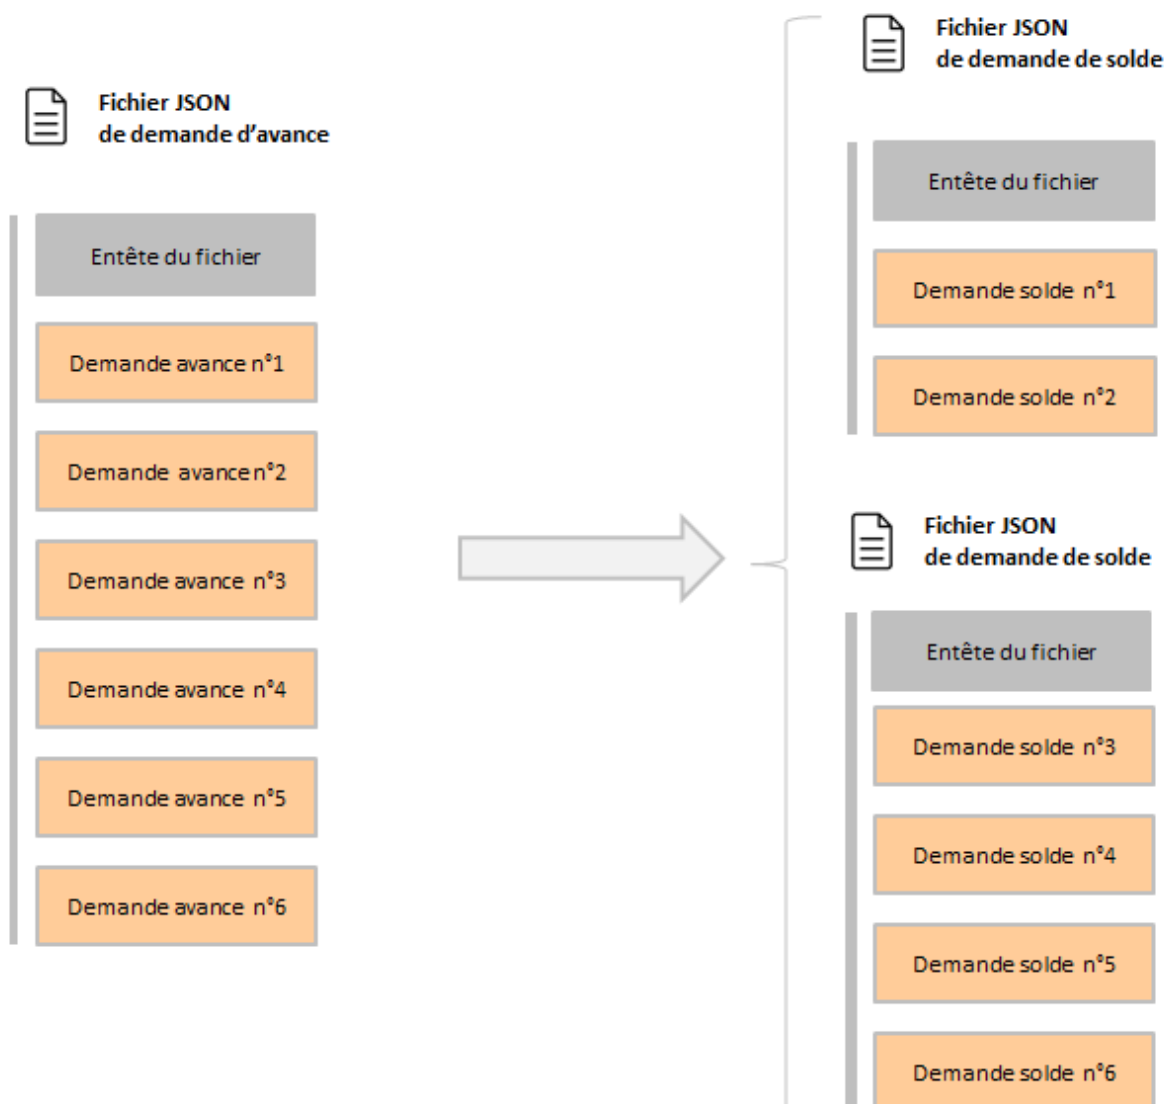 Fichier JSON
de demande d'avance
Entête du fichier
Demande avance n°1
Demande avance n°2
Demande avance n°3
Demande avance n°4
Demande avance n°5
Demande avance n°6
Fichier JSON
de demande de solde
Entête du fichier
Demande solde n°1
Demande solde n°2
Fichier JSON
de demande de solde
Entête du fichier
Demande solde n°3
Demande solde n°4
Demande solde n°5
Demande solde n°6